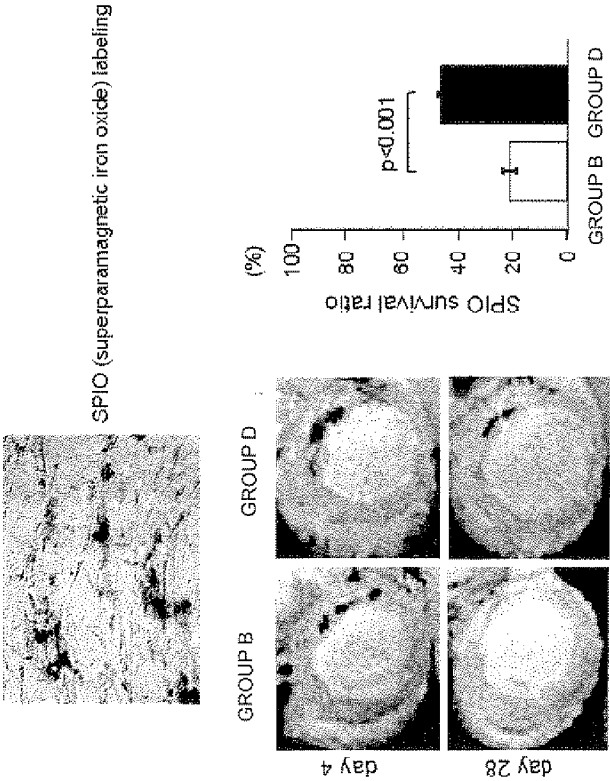 SPIO (superparamagnetic iron oxide) labeling
GROUP B
GROUP D
day 4
day 28
SPIO survival ratio
(%)
100
80
60
40
20
0
p<0.001
GROUP B
GROUP D